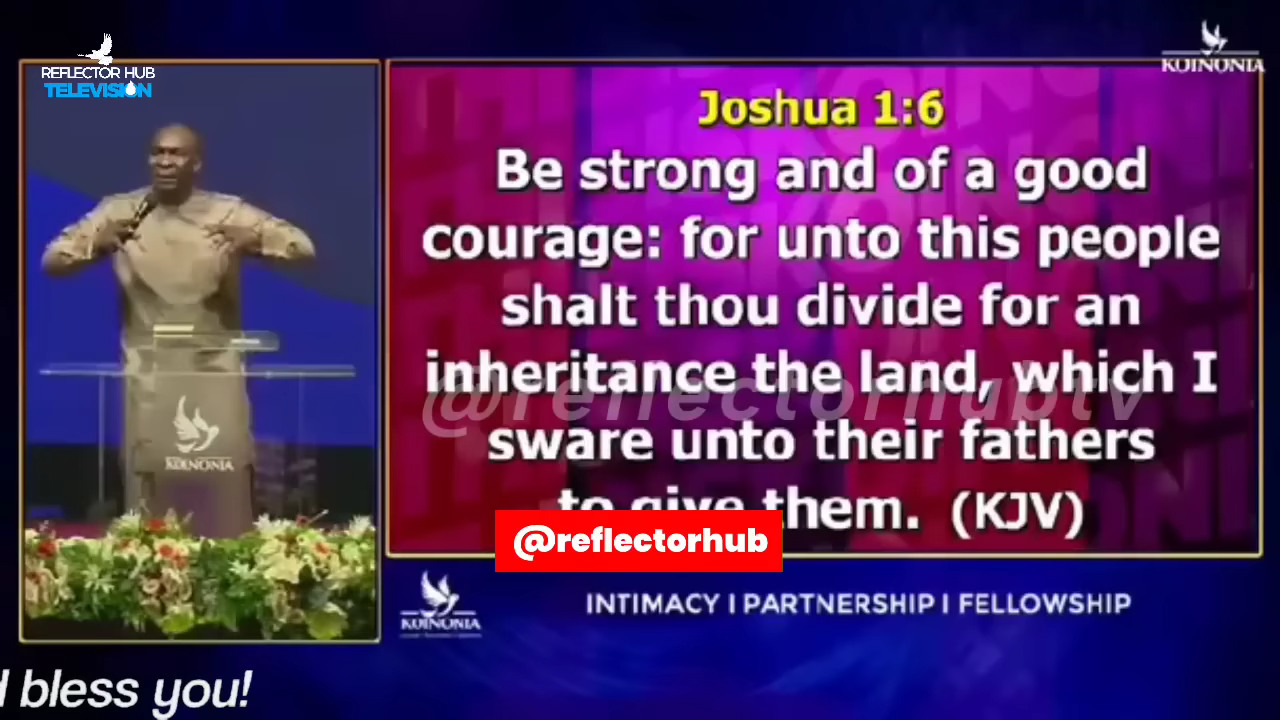 REFLECTOR HUB
TELEVISION
KOINONIA
Joshua 1:6
Be strong and of a good
courage: for unto this people
shalt thou divide for an
inheritance the land, which I
sware unto their fathers
to give them. (KJV)
@reflectorhubtv
@reflectorhub
KOINONIA
KOINONIA
INTIMACY I PARTNERSHIP I FELLOWSHIP
bless you!